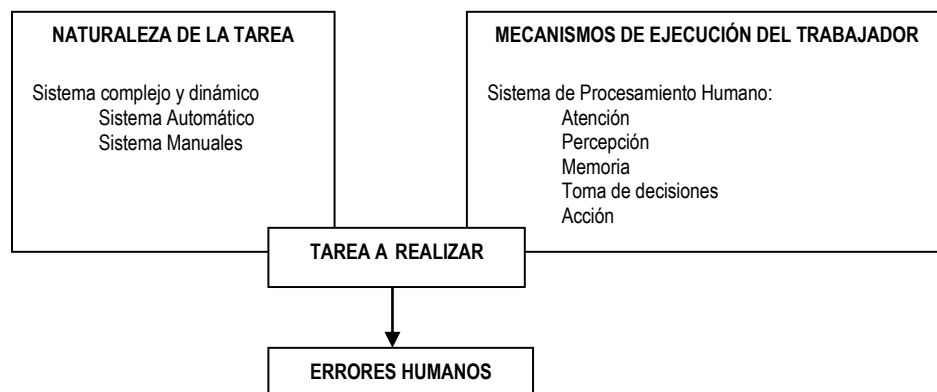 NATURALEZA DE LA TAREA
Sistema complejo y dinámico
Sistema Automático
Sistema Manuales
MECANISMOS DE EJECUCIÓN DEL TRABAJADOR
Sistema de Procesamiento Humano:
Atención
Percepción
Memoria
Toma de decisiones
Acción
TAREA A REALIZAR
ERRORES HUMANOS